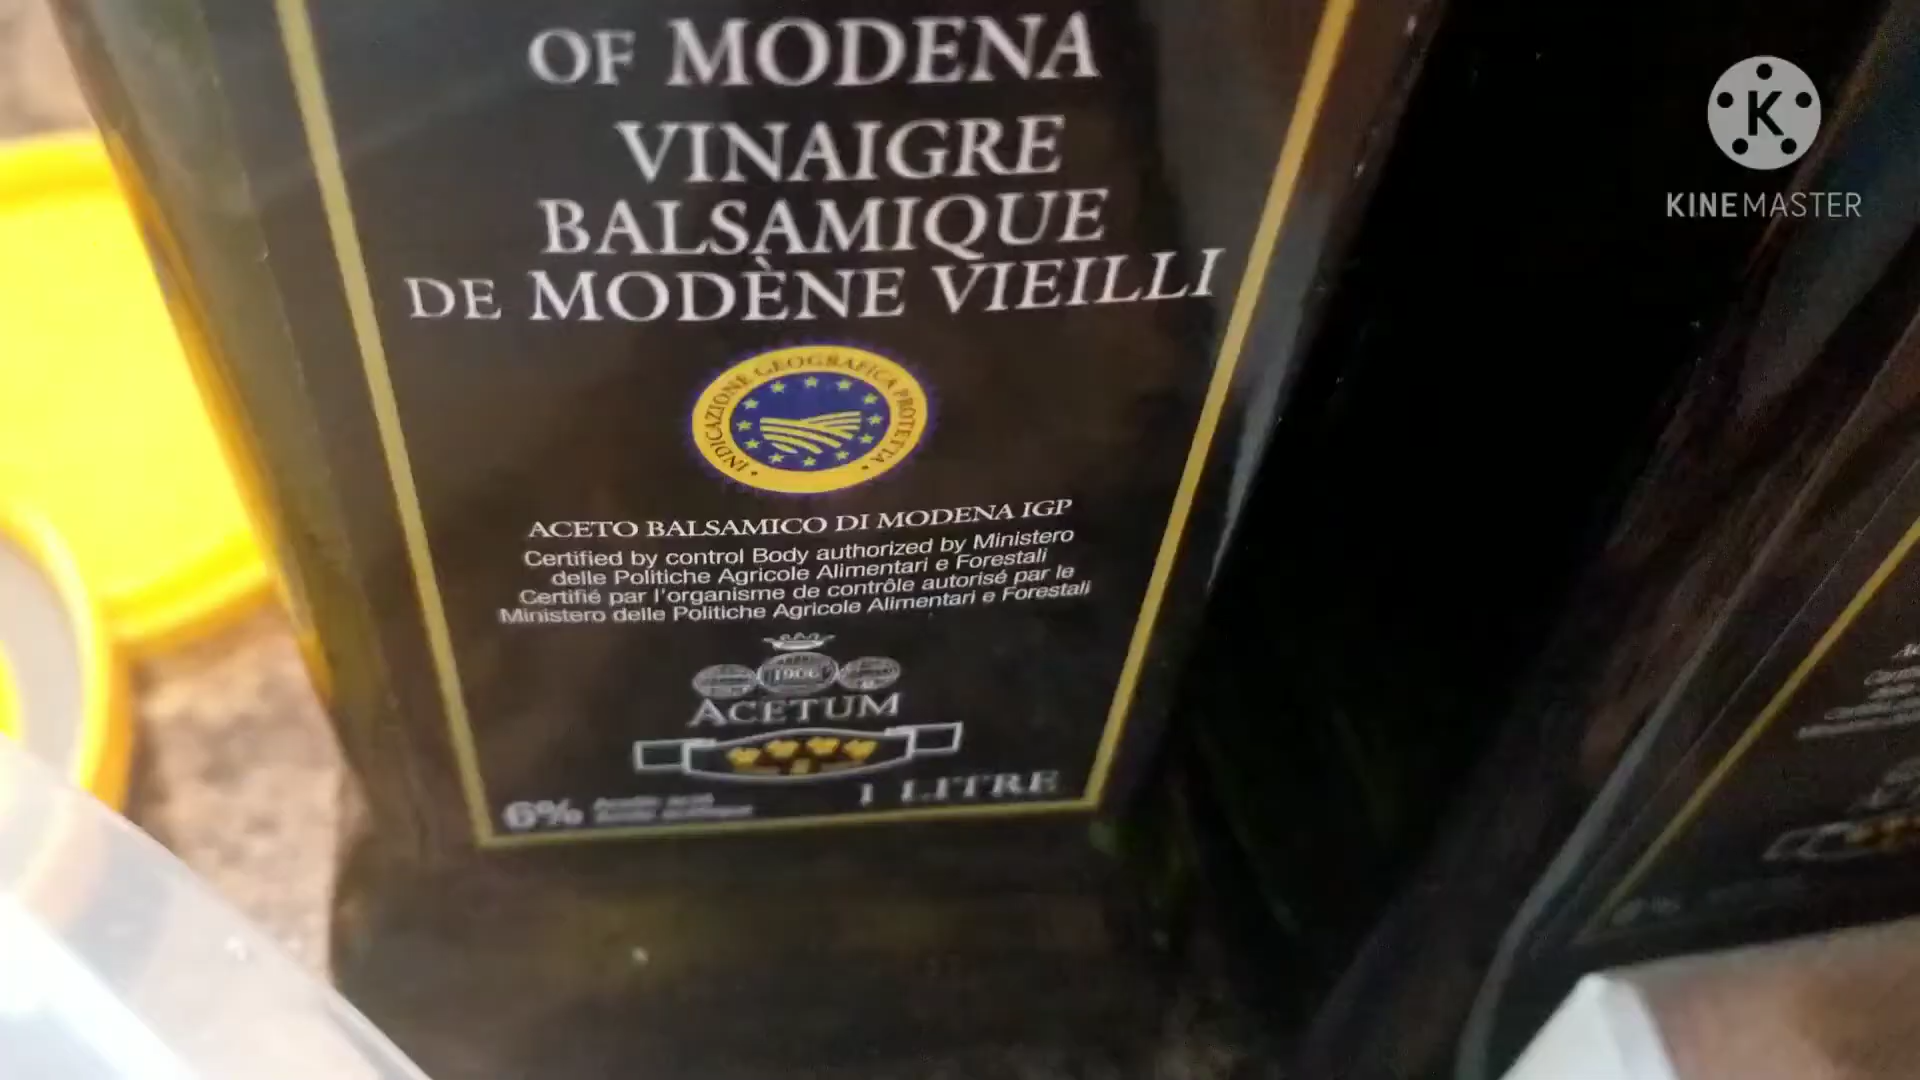 OF MODENA
VINAIGRE
BALSAMIQUE
DE MODÈNE VIEILLI
INDICAZIONE GEOGRAFICA PROTETTA
ACETO BALSAMICO DI MODENA IGP
Certified by control Body authorized by Ministero
delle Politiche Agricole Alimentari e Forestali
Certifié par l'organisme de contrôle autorisé par le
Ministero delle Politiche Agricole Alimentari e Forestali
ACETUM
6%
1 LITRE
K
KINEMASTER